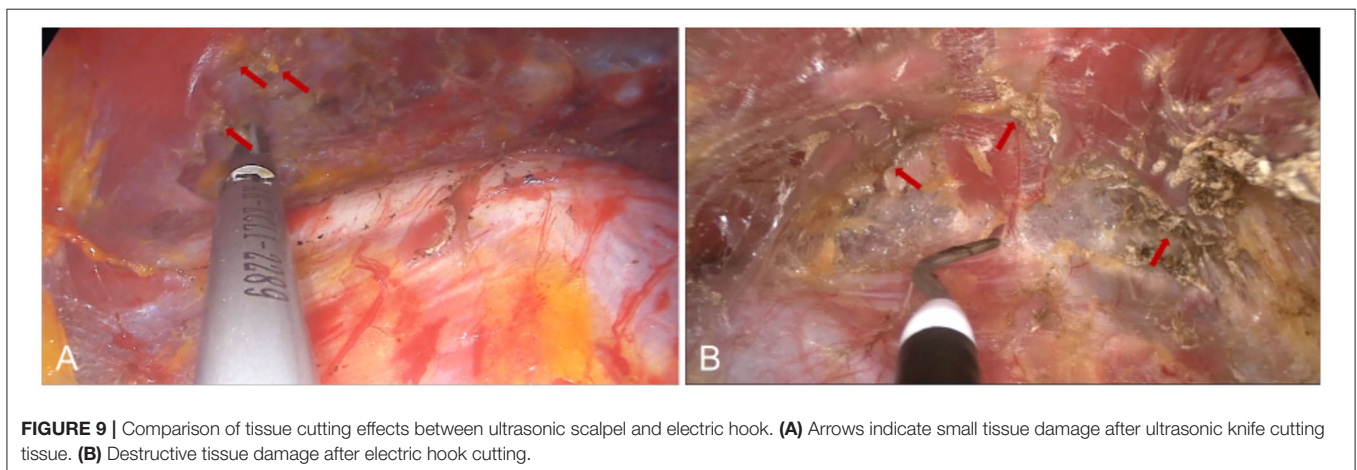 A
B
FIGURE 9 | Comparison of tissue cutting effects between ultrasonic scalpel and electric hook. (A) Arrows indicate small tissue damage after ultrasonic knife cutting
tissue. (B) Destructive tissue damage after electric hook cutting.